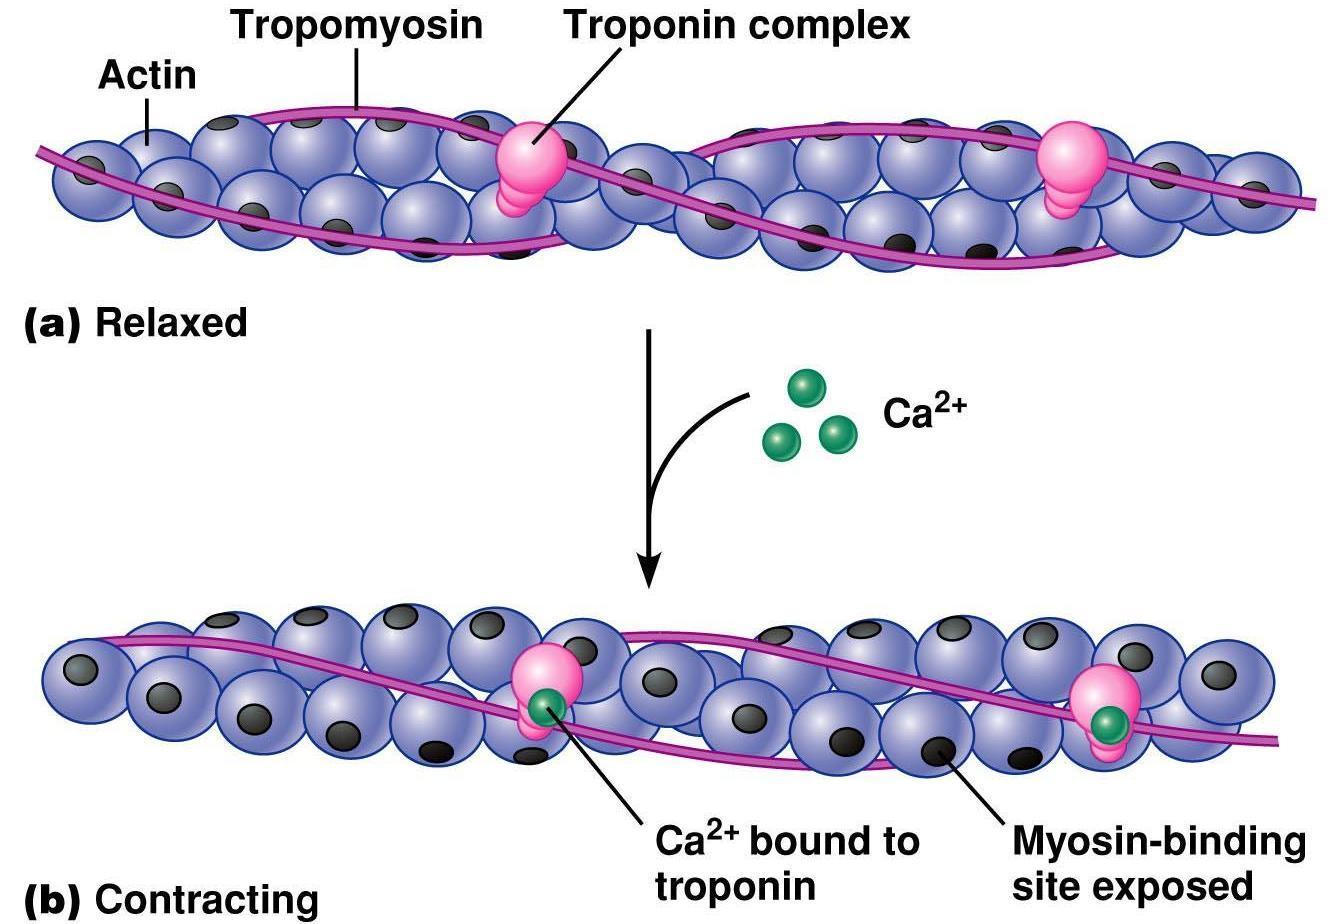 Tropomyosin
Troponin complex
Actin
(a) Relaxed
Ca²⁺
Ca²⁺ bound to
troponin
Myosin-binding
site exposed
(b) Contracting